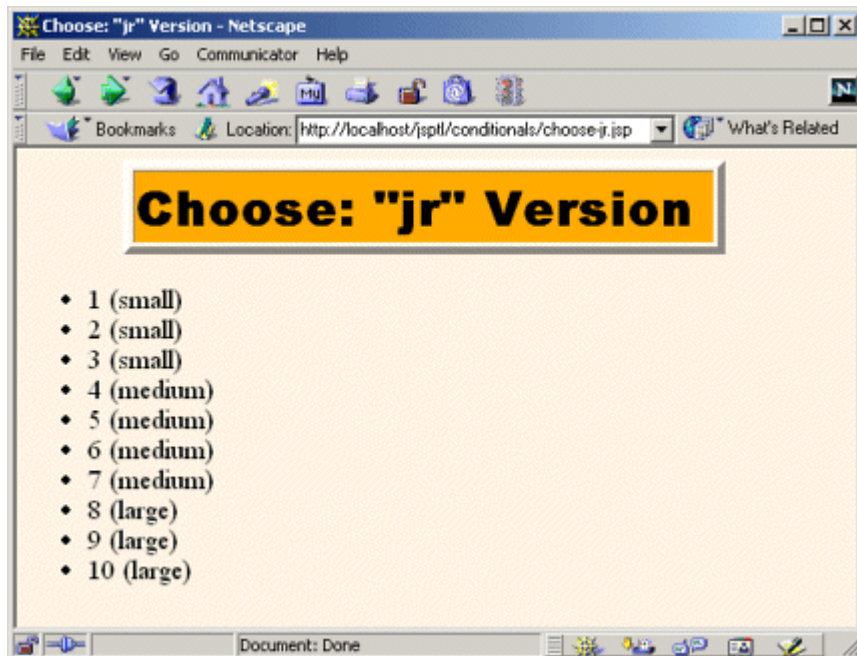 Choose: "jr" Version - Netscape
File Edit View Go Communicator Help
My N
Bookmarks Location: http://localhost/jsptl/conditionals/choose-jr.jsp What's Related
Choose: "jr" Version
• 1 (small)
• 2 (small)
• 3 (small)
• 4 (medium)
• 5 (medium)
• 6 (medium)
• 7 (medium)
• 8 (large)
• 9 (large)
• 10 (large)
Document: Done